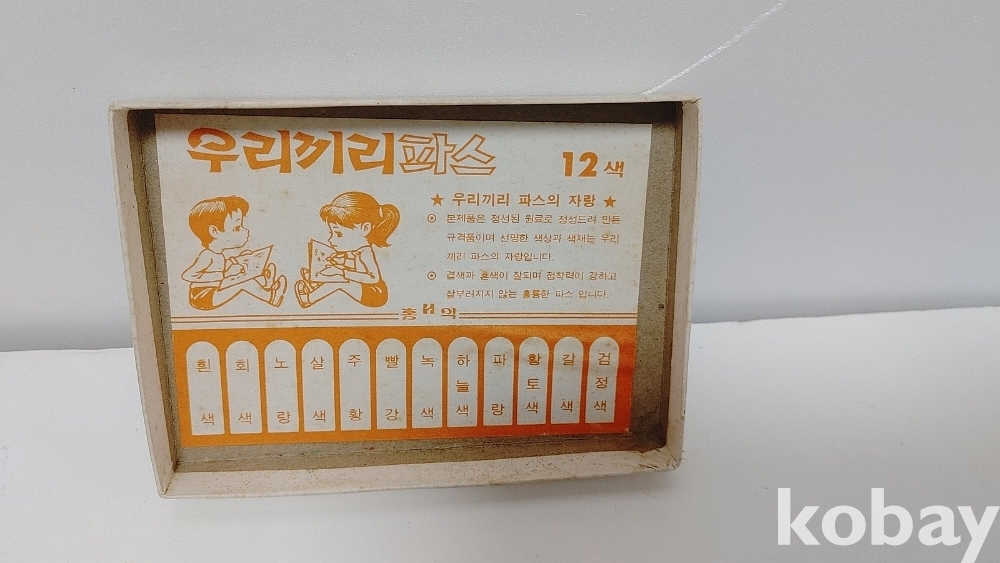 우리끼리파스 12색
★ 우리끼리 파스의 자랑 ★
◉ 본제품은 정선된 원료로 정성드려 만든
규격품이며 선명한 색상과 색채는 우리
끼리 파스의 자랑입니다.
◉ 겹색과 혼색이 잘되며 접착력이 강하고
잘부러지지 않는 훌륭한 파스 입니다.
흰색
회색
노랑
살색
주황
빨강
녹색
하늘색
파랑
황토색
갈색
검정색
kobay